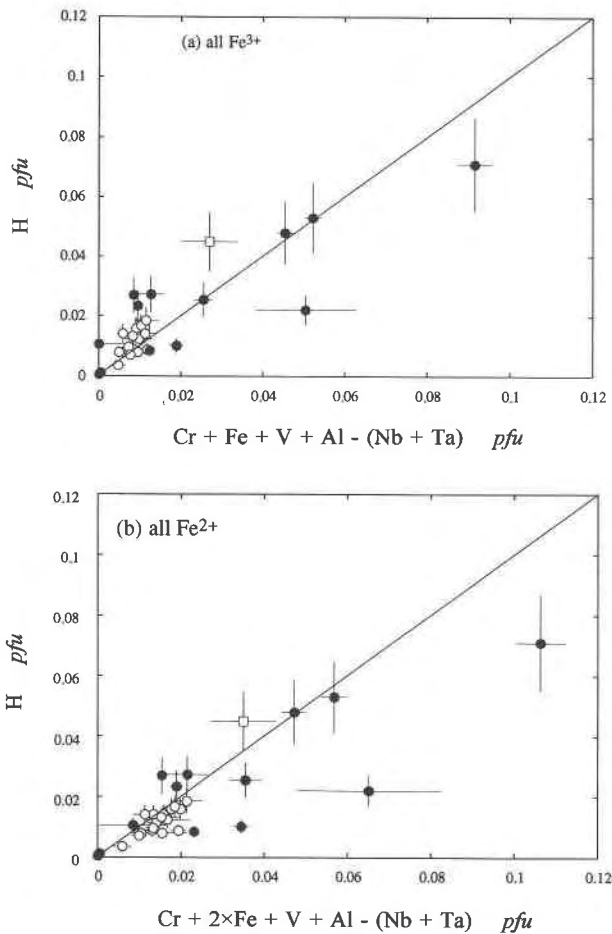 0.12
(a) all Fe3+
0.1
0.08
0.06
0.04
0.02
0
H pfu
0 0.02 0.04 0.06 0.08 0.1 0.12
Cr + Fe + V + Al - (Nb + Ta) pfu
0.12
(b) all Fe2+
0.1
0.08
0.06
0.04
0.02
0
H pfu
0 0.02 0.04 0.06 0.08 0.1 0.12
Cr + 2×Fe + V + Al - (Nb + Ta) pfu